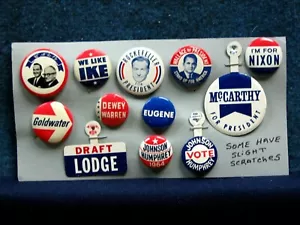 WE LIKE
IKE
ROCKEFELLER
PRESIDENT
I'M FOR
NIXON
McCARTHY
FOR PRESIDENT
Goldwater
DEWEY
WARREN
EUGENE
DRAFT
LODGE
JOHNSON
HUMPHREY
1964
JOHNSON
VOTE
HUMPHREY
SOME HAVE
SLIGHT
SCRATCHES